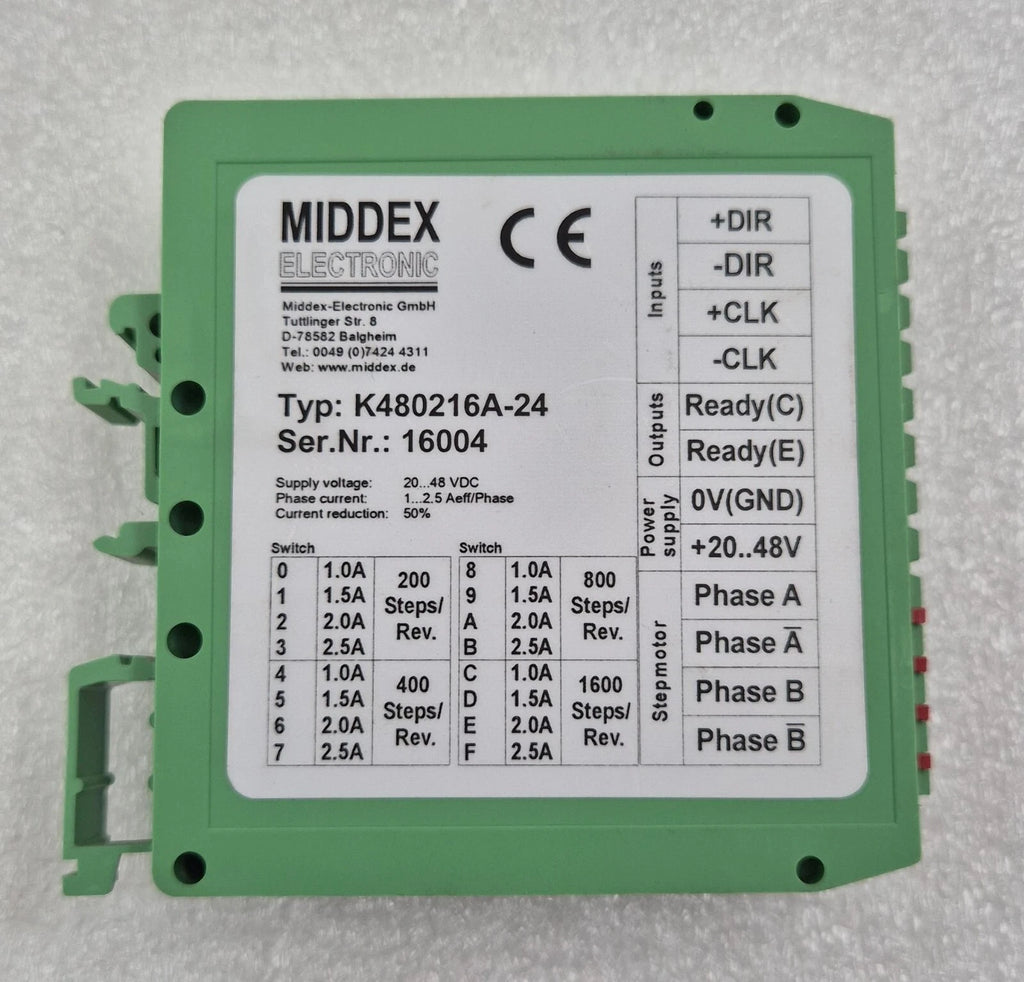 MIDDEX
ELECTRONIC
CE
Middex-Electronic GmbH
Tuttlinger Str. 8
D-78582 Balgheim
Tel.: 0049 (0)7424 4311
Web: www.middex.de
Typ: K480216A-24
Ser.Nr.: 16004
Supply voltage: 20...48 VDC
Phase current: 1...2.5 Aeff/Phase
Current reduction: 50%
Switch
0 1.0A
1 1.5A
2 2.0A
3 2.5A
200
Steps/
Rev.
4 1.0A
5 1.5A
6 2.0A
7 2.5A
400
Steps/
Rev.
Switch
8 1.0A
9 1.5A
A 2.0A
B 2.5A
800
Steps/
Rev.
C 1.0A
D 1.5A
E 2.0A
F 2.5A
1600
Steps/
Rev.
Inputs
+DIR
-DIR
+CLK
-CLK
Outputs
Ready(C)
Ready(E)
Power
supply
0V(GND)
+20..48V
Stepmotor
Phase A
Phase A̅
Phase B
Phase B̅